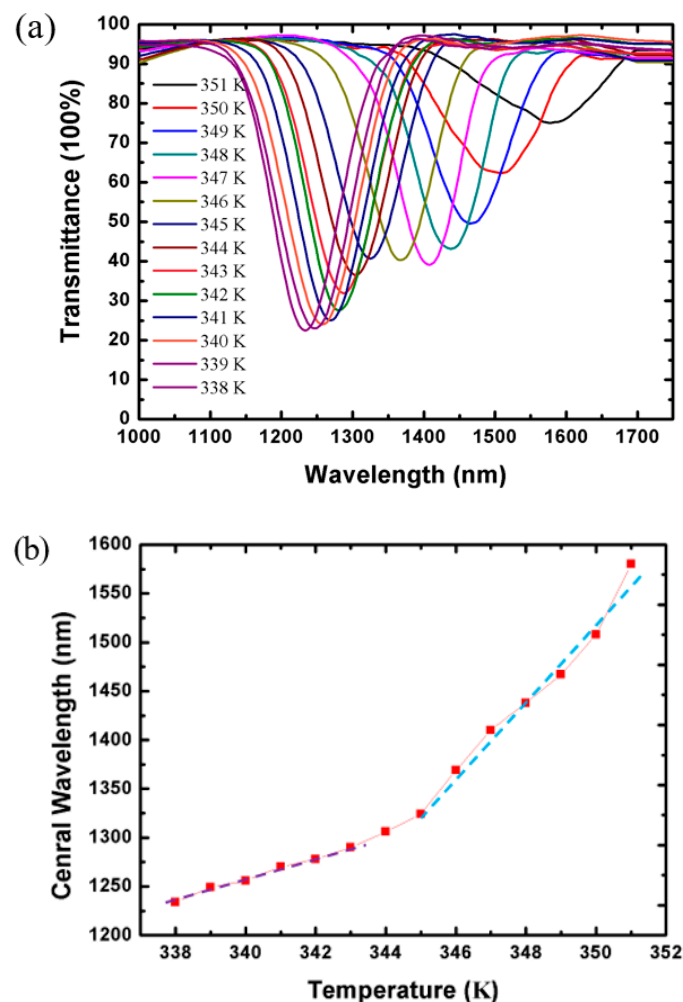 (a)
100
90
80
70
60
50
40
30
20
10
0
Transmittance (100%)
351 K
350 K
349 K
348 K
347 K
346 K
345 K
344 K
343 K
342 K
341 K
340 K
339 K
338 K
1000 1100 1200 1300 1400 1500 1600 1700
Wavelength (nm)
(b)
1600
1550
1500
1450
1400
1350
1300
1250
1200
Cenral Wavelength (nm)
338 340 342 344 346 348 350 352
Temperature (K)